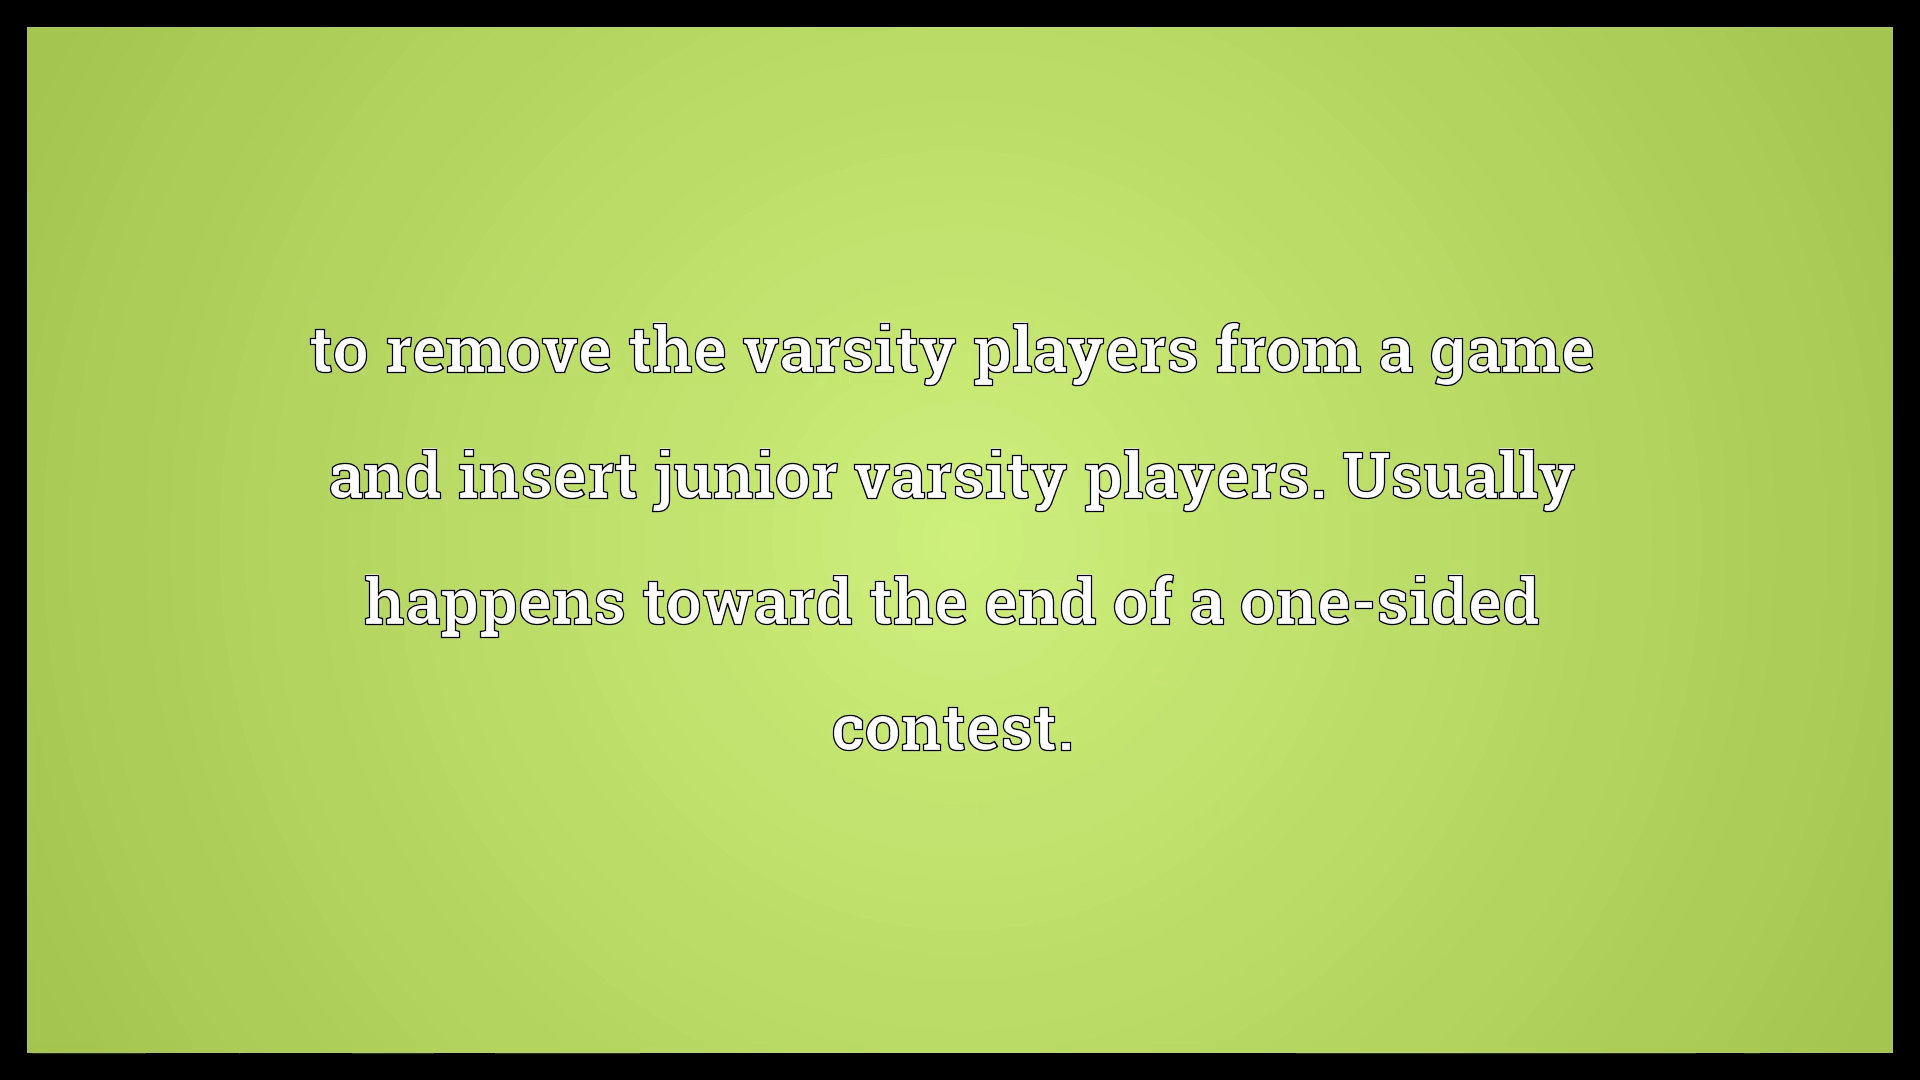 to remove the varsity players from a game
and insert junior varsity players. Usually
happens toward the end of a one-sided
contest.